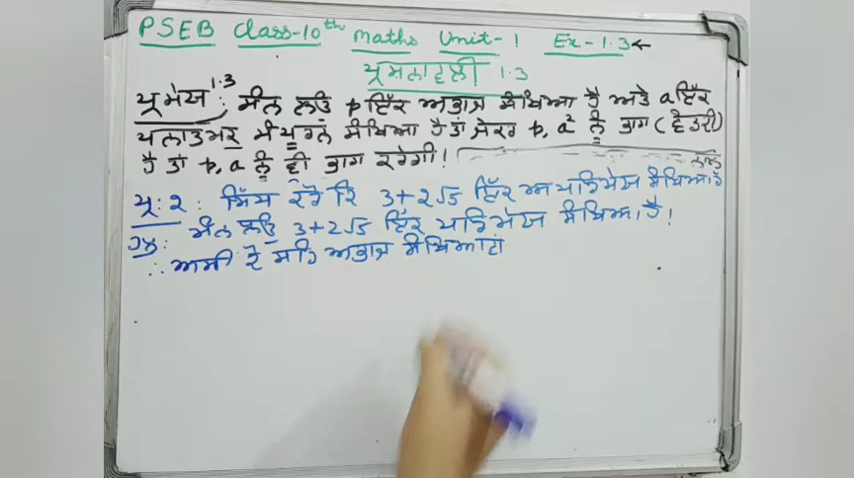 PSEB Class-10th Maths Unit-1 Ex-1.3←
ਪ੍ਰਸ਼ਨਾਵਲੀ 1.3
ਪ੍ਰਮੇਯ 1.3: ਮੰਨ ਲਉ p ਇੱਕ ਅਭਾਜ ਸੰਖਿਆ ਹੈ ਅਤੇ a ਇੱਕ
ਧਨਾਤਮਕ ਸੰਪੂਰਨ ਸੰਖਿਆ ਹੈ ਤਾਂ ਜੇਕਰ p, a² ਨੂੰ ਭਾਗ (ਵੰਡਦੀ)
ਹੈ ਤਾਂ p, a ਨੂੰ ਵੀ ਭਾਗ ਕਰੇਗੀ।
ਪ੍ਰ: 2: ਸਿੱਧ ਕਰੋ ਕਿ 3+2√5 ਇੱਕ ਅਪਰਿਮੇਯ ਸੰਖਿਆ ਹੈ
ਹੱਲ: ਮੰਨ ਲਉ 3+2√5 ਇੱਕ ਪਰਿਮੇਯ ਸੰਖਿਆ ਹੈ।
∴ ਅਸੀਂ ਦੋ ਸਹਿ ਅਭਾਜ ਸੰਖਿਆਵਾਂ